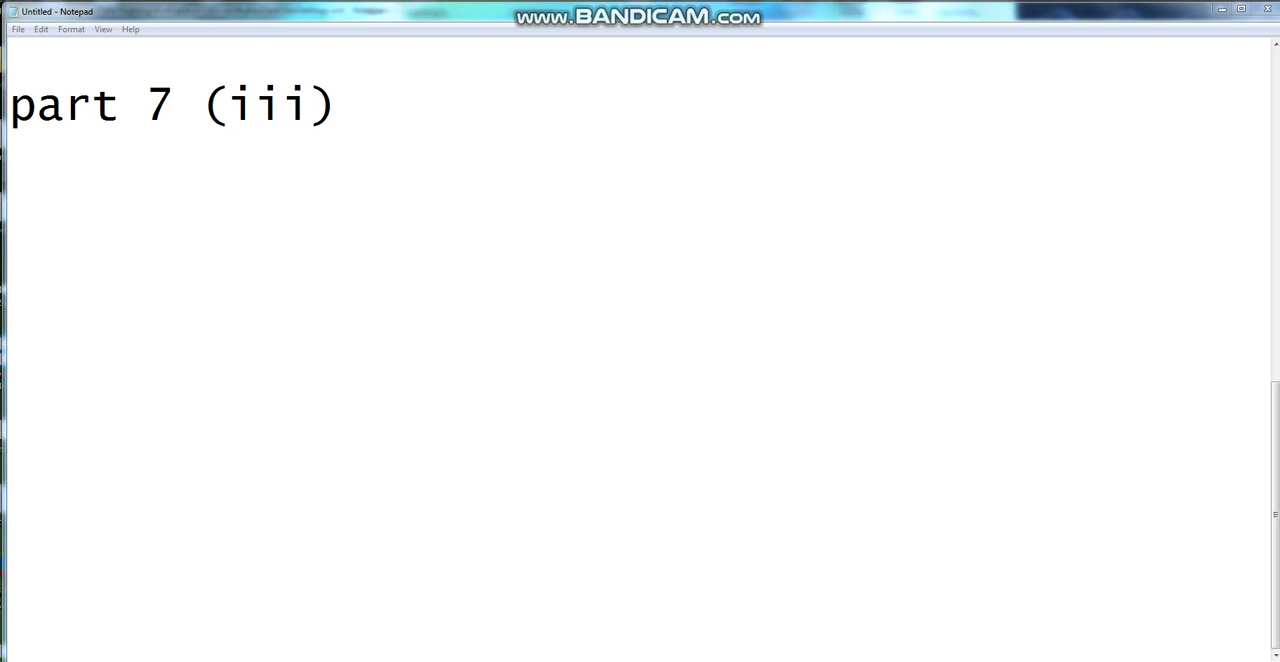 Untitled - Notepad
www.BANDICAM.com
File Edit Format View Help
part 7 (iii)